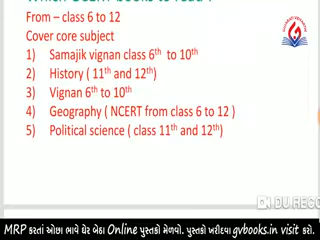 From – class 6 to 12
Cover core subject
1) Samajik vignan class 6th to 10th
2) History ( 11th and 12th)
3) Vignan 6th to 10th
4) Geography ( NCERT from class 6 to 12 )
5) Political science ( class 11th and 12th)
DU RECO
MRP કરતાં ઓછા ભાવે ઘેર બેઠા Online પુસ્તકો મેળવો. પુસ્તકો ખરીદવા gvbooks.in visit કરો.